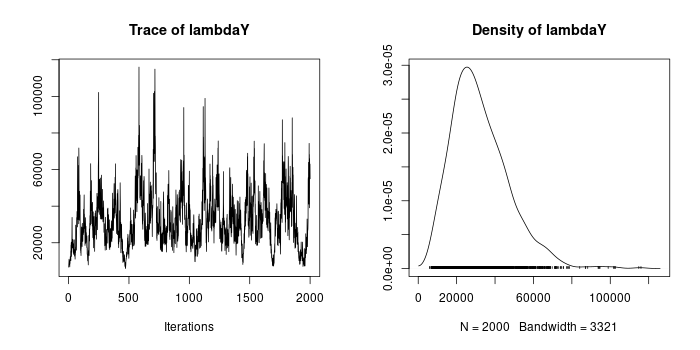 Trace of lambdaY
20000 60000 100000
0 500 1000 1500 2000
Iterations
Density of lambdaY
0.0e+00 1.0e-05 2.0e-05 3.0e-05
0 20000 60000 100000
N = 2000 Bandwidth = 3321